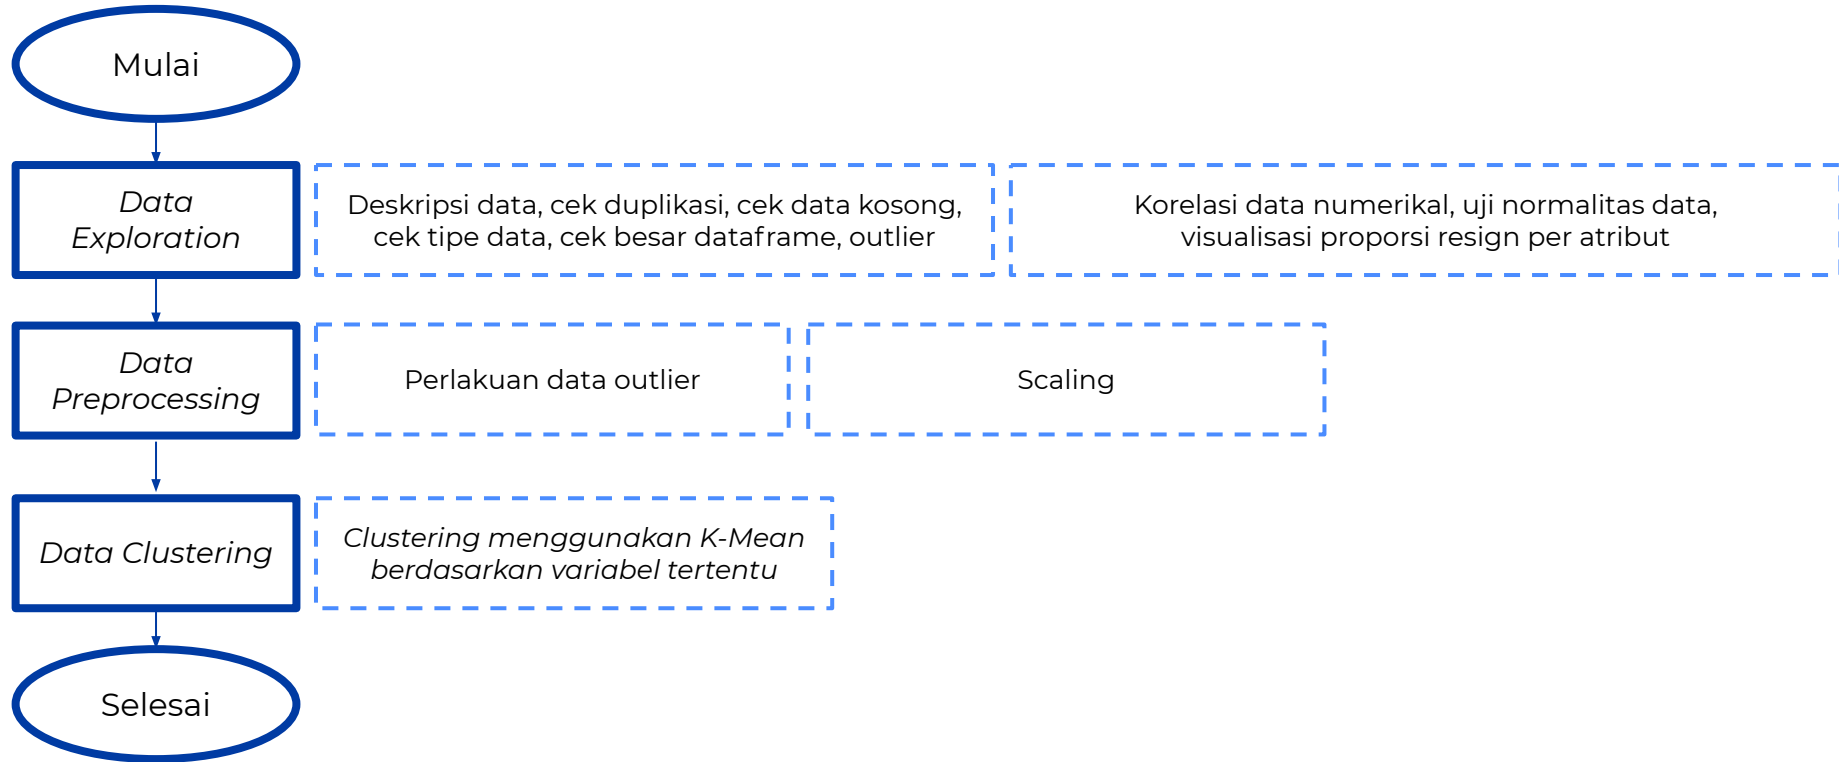 Mulai
Data
Exploration
Deskripsi data, cek duplikasi, cek data kosong,
cek tipe data, cek besar dataframe, outlier
Korelasi data numerikal, uji normalitas data,
visualisasi proporsi resign per atribut
Data
Preprocessing
Perlakuan data outlier
Scaling
Data Clustering
Clustering menggunakan K-Mean
berdasarkan variabel tertentu
Selesai